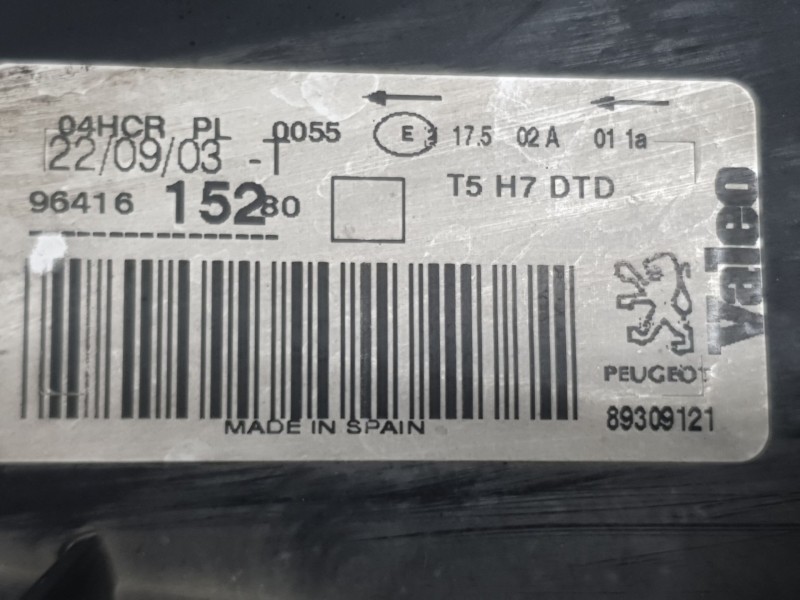 04HCR PL 0055 E 3 17.5 02 A 01 1a
22/09/03 -T
96416 152 80 T5 H7 DTD
Valeo
PEUGEOT
89309121
MADE IN SPAIN